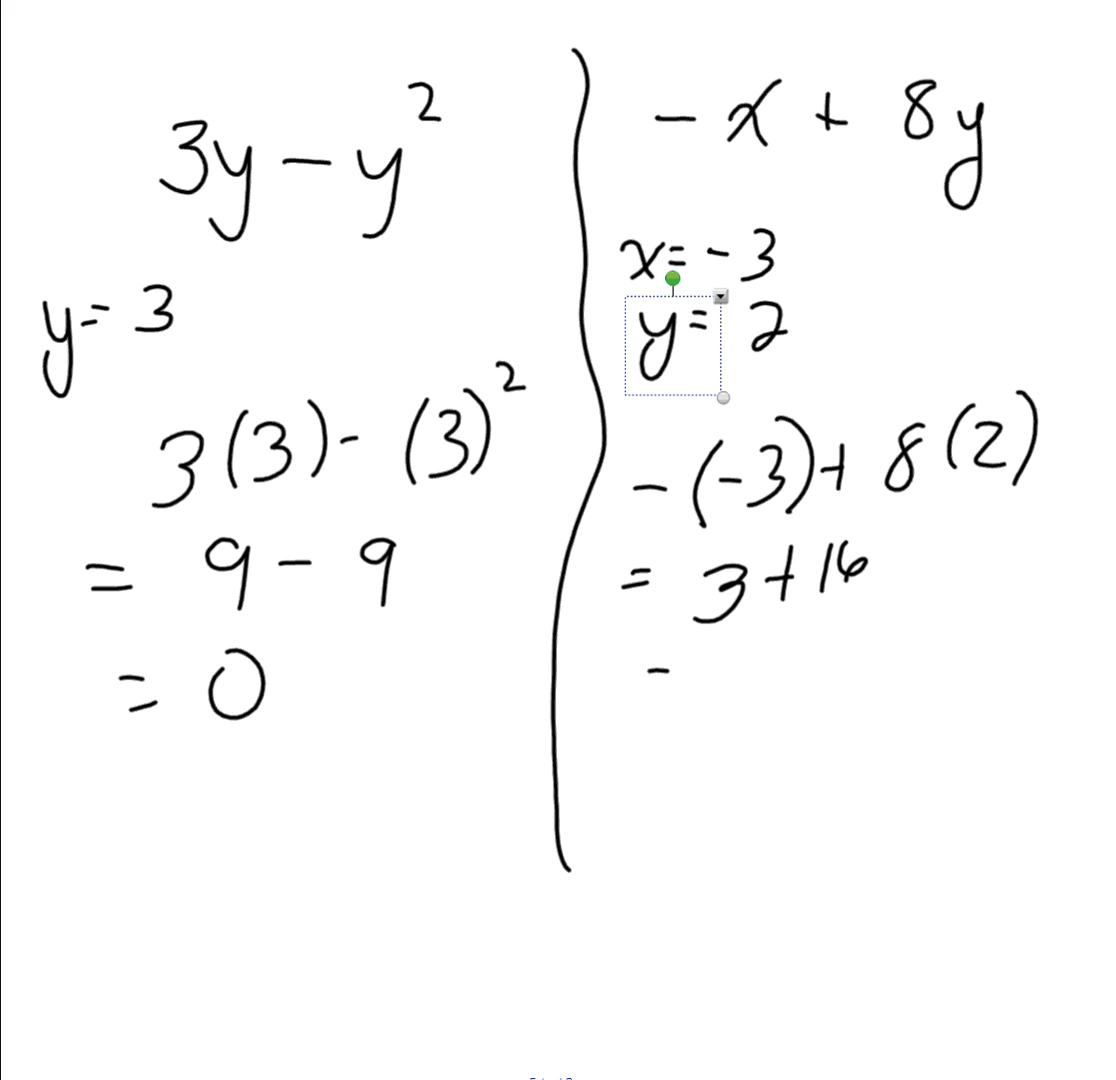 3y - y²
y = 3
3(3) - (3)²
= 9 - 9
= 0
- x + 8y
x = - 3
y = 2
- (-3) + 8(2)
= 3 + 16
-